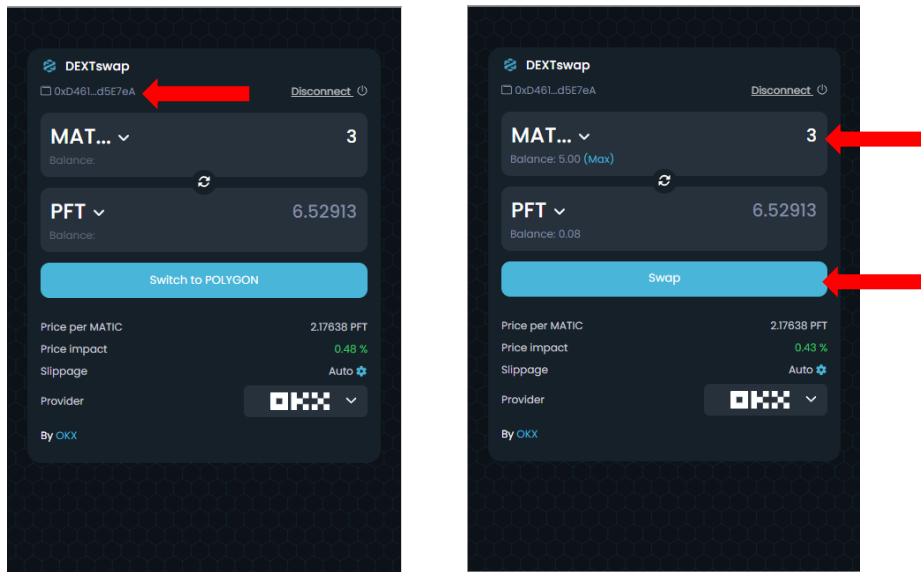 DEXTswap
0xD461...d5E7eA
Disconnect
MAT...
3
Balance:
PFT
6.52913
Balance:
Switch to POLYGON
Price per MATIC
2.17638 PFT
Price impact
0.48 %
Slippage
Auto
Provider
OKX
By OKX
DEXTswap
0xD461...d5E7eA
Disconnect
MAT...
3
Balance: 5.00 (Max)
PFT
6.52913
Balance: 0.08
Swap
Price per MATIC
2.17638 PFT
Price impact
0.43 %
Slippage
Auto
Provider
OKX
By OKX